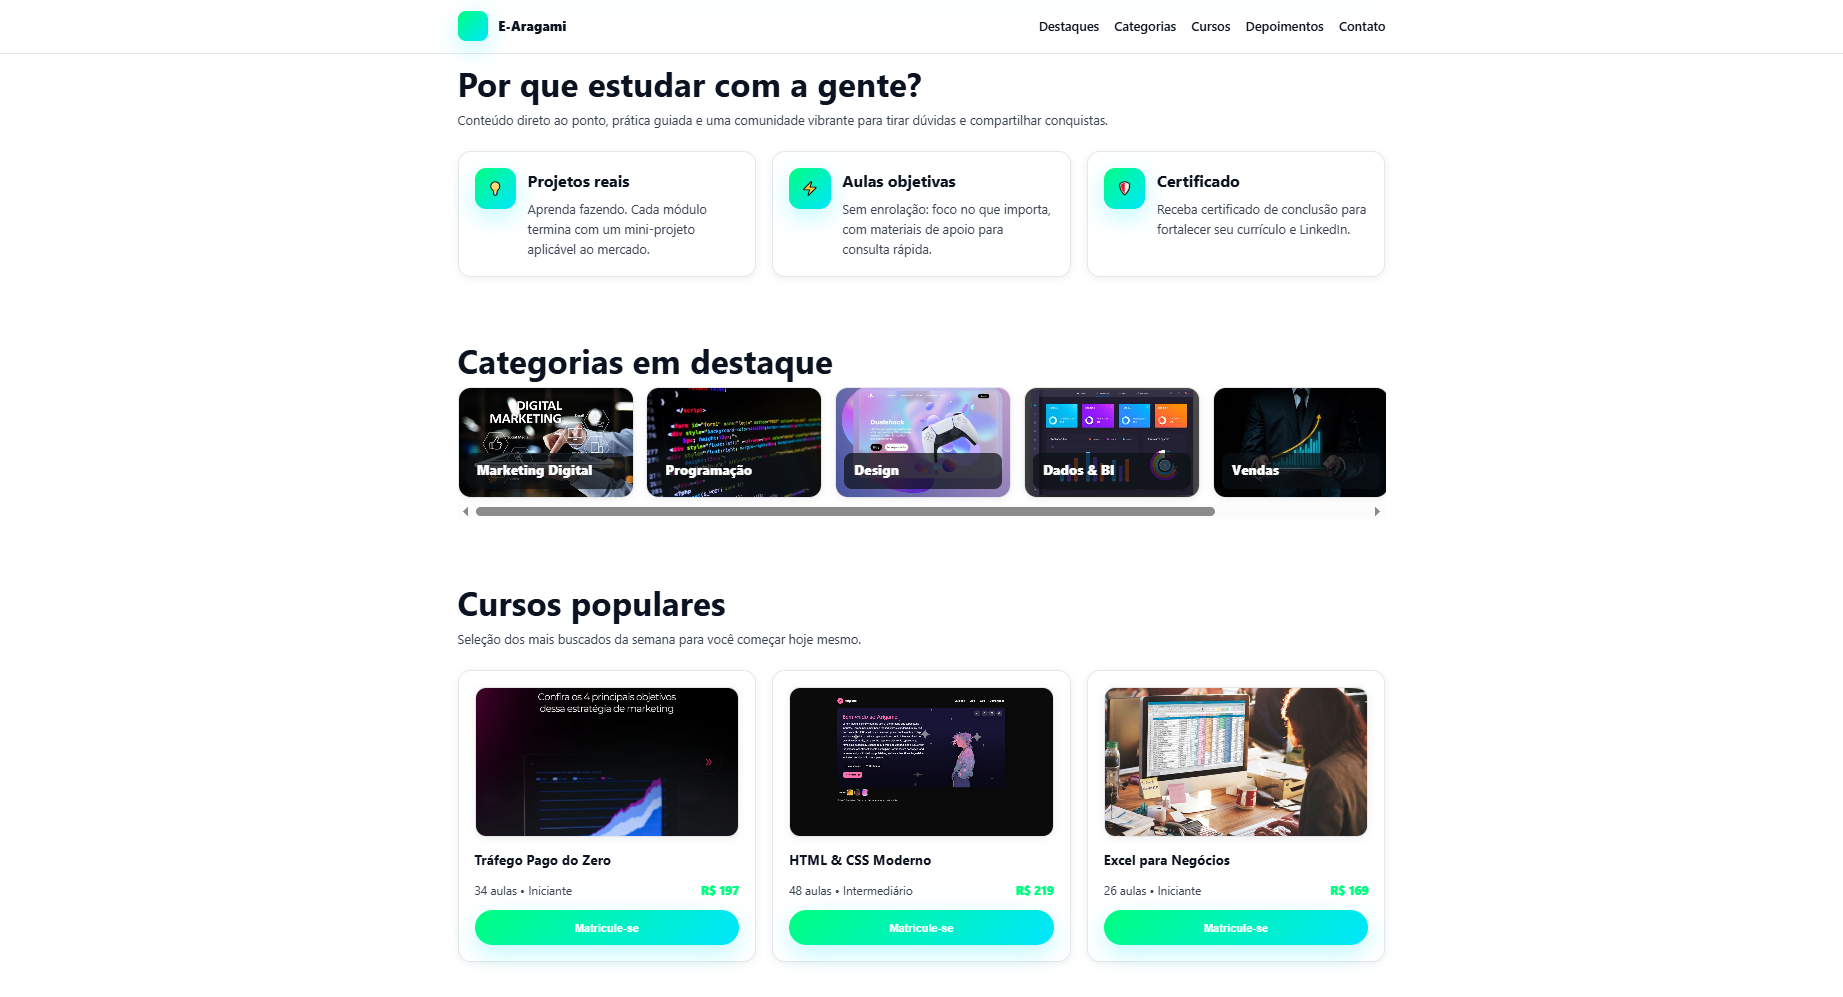 E-Aragami
Destaques Categorias Cursos Depoimentos Contato
Por que estudar com a gente?
Conteúdo direto ao ponto, prática guiada e uma comunidade vibrante para tirar dúvidas e compartilhar conquistas.
Projetos reais
Aprenda fazendo. Cada módulo
termina com um mini-projeto
aplicável ao mercado.
Aulas objetivas
Sem enrolação: foco no que importa,
com materiais de apoio para
consulta rápida.
Certificado
Receba certificado de conclusão para
fortalecer seu currículo e LinkedIn.
Categorias em destaque
DIGITAL
MARKETING
Marketing Digital
</script>
Programação
Dualshock
Design
Dados & BI
Vendas
Cursos populares
Seleção dos mais buscados da semana para você começar hoje mesmo.
Confira os 4 principais objetivos
dessa estratégia de marketing
»
Tráfego Pago do Zero
34 aulas • Iniciante
R$ 197
Matricule-se
HTML & CSS Moderno
48 aulas • Intermediário
R$ 219
Matricule-se
Excel para Negócios
26 aulas • Iniciante
R$ 169
Matricule-se